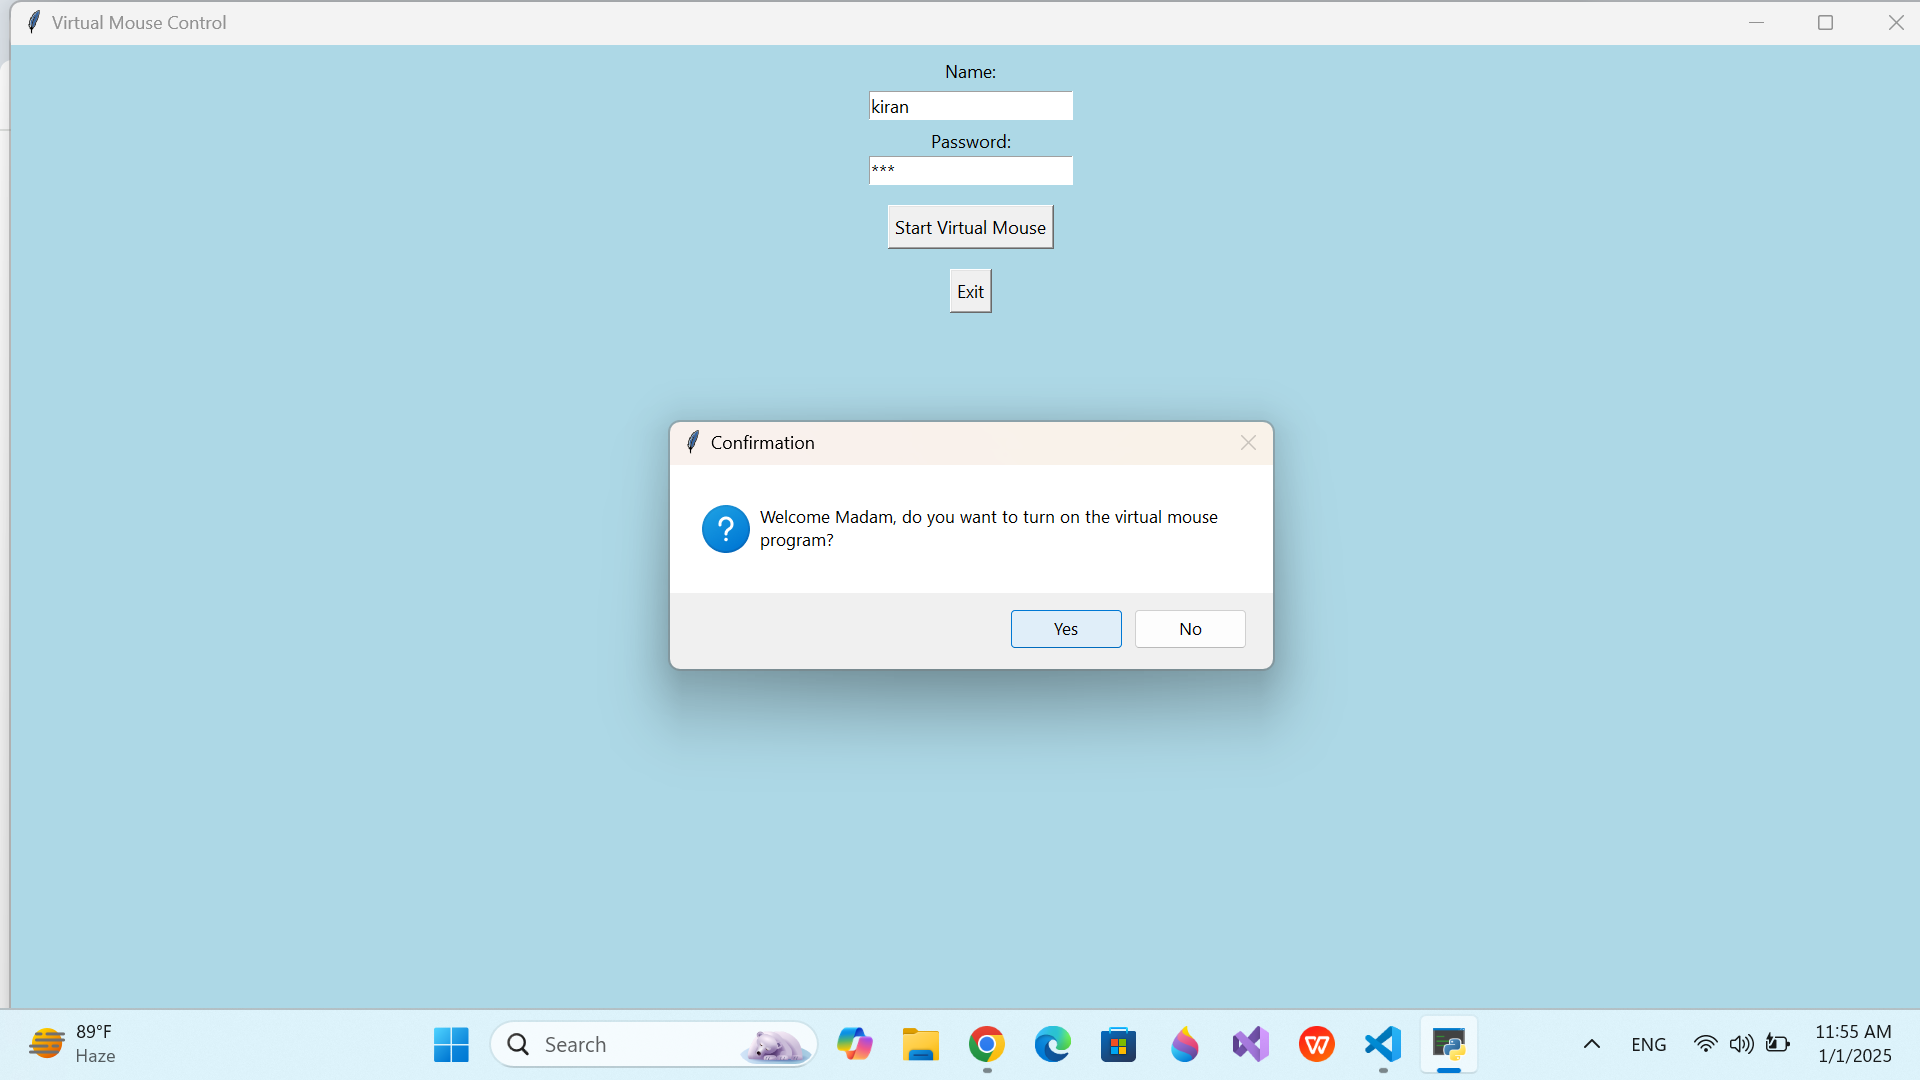 Virtual Mouse Control
Name:
kiran
Password:
***
Start Virtual Mouse
Exit
Confirmation
?
Welcome Madam, do you want to turn on the virtual mouse
program?
Yes
No
89°F
Haze
Search
W
ENG
11:55 AM
1/1/2025